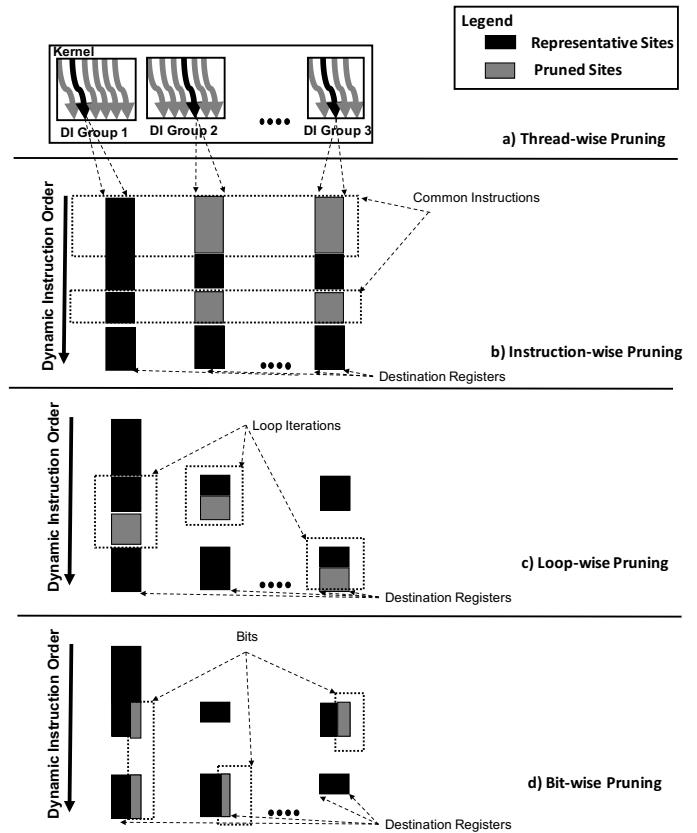 Legend
Representative Sites
Pruned Sites
Kernel
DI Group 1
DI Group 2
DI Group 3
a) Thread-wise Pruning
Dynamic Instruction Order
Common Instructions
b) Instruction-wise Pruning
Destination Registers
Dynamic Instruction Order
Loop Iterations
c) Loop-wise Pruning
Destination Registers
Dynamic Instruction Order
Bits
d) Bit-wise Pruning
Destination Registers